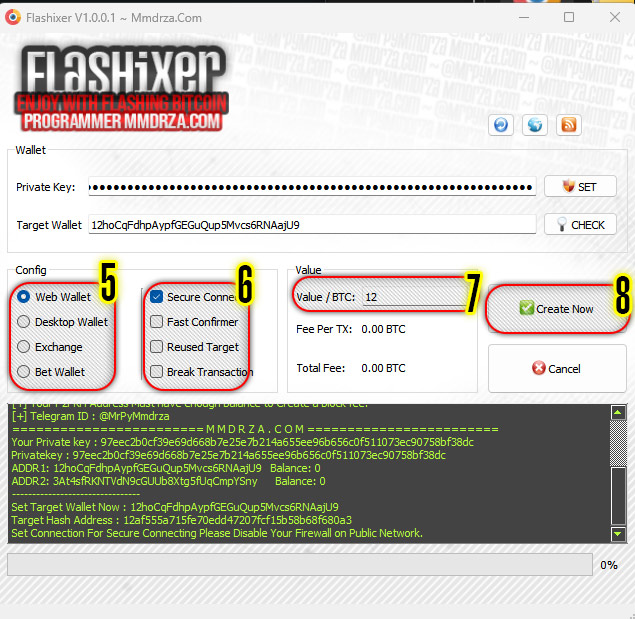 Flashixer V1.0.0.1 ~ Mmdrza.Com
FLASHIXER
ENJOY WITH FLASHING BITCOIN
PROGRAMMER MMDRZA.COM
Wallet
Private Key:
SET
Target Wallet
12hoCqFdhpAypfGEGuQup5Mvcs6RNAajU9
CHECK
Config
5
Web Wallet
Desktop Wallet
Exchange
Bet Wallet
6
Secure Conne
Fast Confirmer
Reused Target
Break Transaction
Value
7
Value / BTC: 12
Fee Per TX: 0.00 BTC
Total Fee: 0.00 BTC
8
Create Now
Cancel
[+] Telegram ID : @MrPyMmdrza
======================== M M D R Z A . C O M ========================
Your Private key : 97eec2b0cf39e69d668b7e25e7b214a655ee96b656c0f511073ec90758bf38dc
Privatekey : 97eec2b0cf39e69d668b7e25e7b214a655ee96b656c0f511073ec90758bf38dc
ADDR1: 12hoCqFdhpAypfGEGuQup5Mvcs6RNAajU9 Balance: 0
ADDR2: 3At4sfRKNTVdN9cGUUb8Xtg5fUqCmpYSny Balance: 0
--------------------------------
Set Target Wallet Now : 12hoCqFdhpAypfGEGuQup5Mvcs6RNAajU9
Target Hash Address : 12af555a715fe70edd47207fcf15b58b68f680a3
Set Connection For Secure Connecting Please Disable Your Firewall on Public Network.
0%